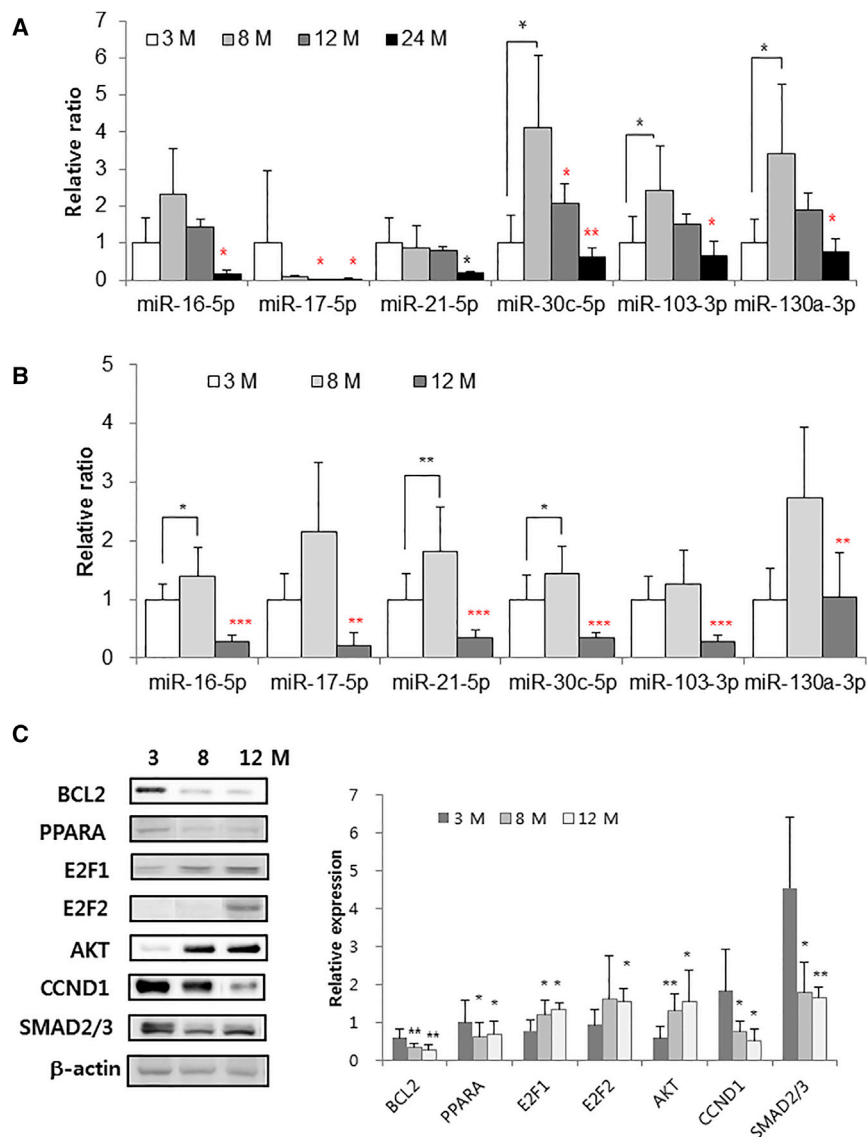 A
Relative ratio
7
6
5
4
3
2
1
0
3 M 8 M 12 M 24 M
* * *
* * * * * ** * *
*
miR-16-5p miR-17-5p miR-21-5p miR-30c-5p miR-103-3p miR-130a-3p
B
Relative ratio
5
4
3
2
1
0
3 M 8 M 12 M
* ** *
*** ** *** *** *** **
miR-16-5p miR-17-5p miR-21-5p miR-30c-5p miR-103-3p miR-130a-3p
C
3 8 12 M
BCL2
PPARA
E2F1
E2F2
AKT
CCND1
SMAD2/3
β-actin
Relative expression
7
6
5
4
3
2
1
0
3 M 8 M 12 M
** ** * * * * * ** * * * * **
BCL2 PPARA E2F1 E2F2 AKT CCND1 SMAD2/3